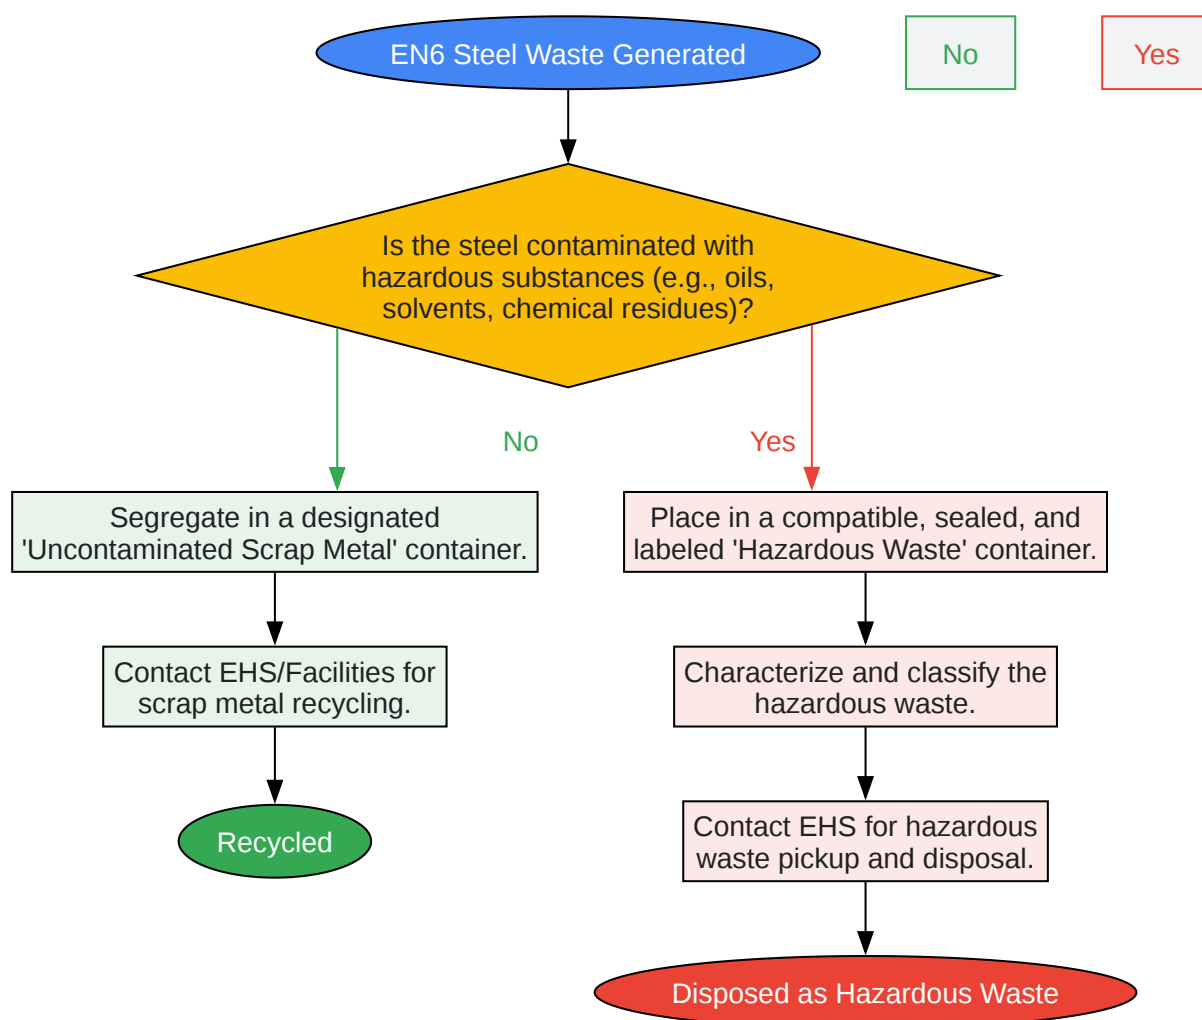 EN6 Steel Waste Generated
No
Yes
Is the steel contaminated with
hazardous substances (e.g., oils,
solvents, chemical residues)?
No
Yes
Segregate in a designated
'Uncontaminated Scrap Metal' container.
Place in a compatible, sealed, and
labeled 'Hazardous Waste' container.
Contact EHS/Facilities for
scrap metal recycling.
Characterize and classify the
hazardous waste.
Recycled
Contact EHS for hazardous
waste pickup and disposal.
Disposed as Hazardous Waste